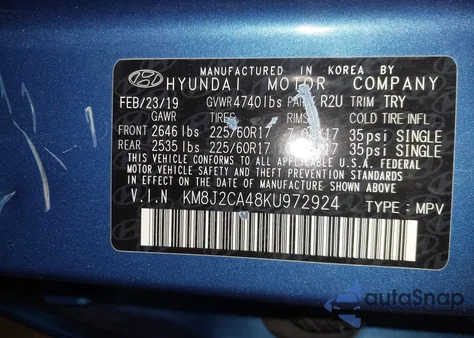 MANUFACTURED IN KOREA BY
HYUNDAI MOTOR COMPANY
FEB/23/19 GVWR 4740lbs R2U TRIM TRY
GAWR TIRES RIMS COLD TIRE INFL
FRONT 2646 lbs 225/60R17 35psi SINGLE
REAR 2535 lbs 225/60R17 35psi SINGLE
THIS VEHICLE CONFORMS TO ALL APPLICABLE U.S.A. FEDERAL
MOTOR VEHICLE SAFETY AND THEFT PREVENTION STANDARDS
IN EFFECT ON THE DATE OF MANUFACTURE SHOWN ABOVE.
V.I.N KM8J2CA48KU972924 TYPE:MPV
autoSnap